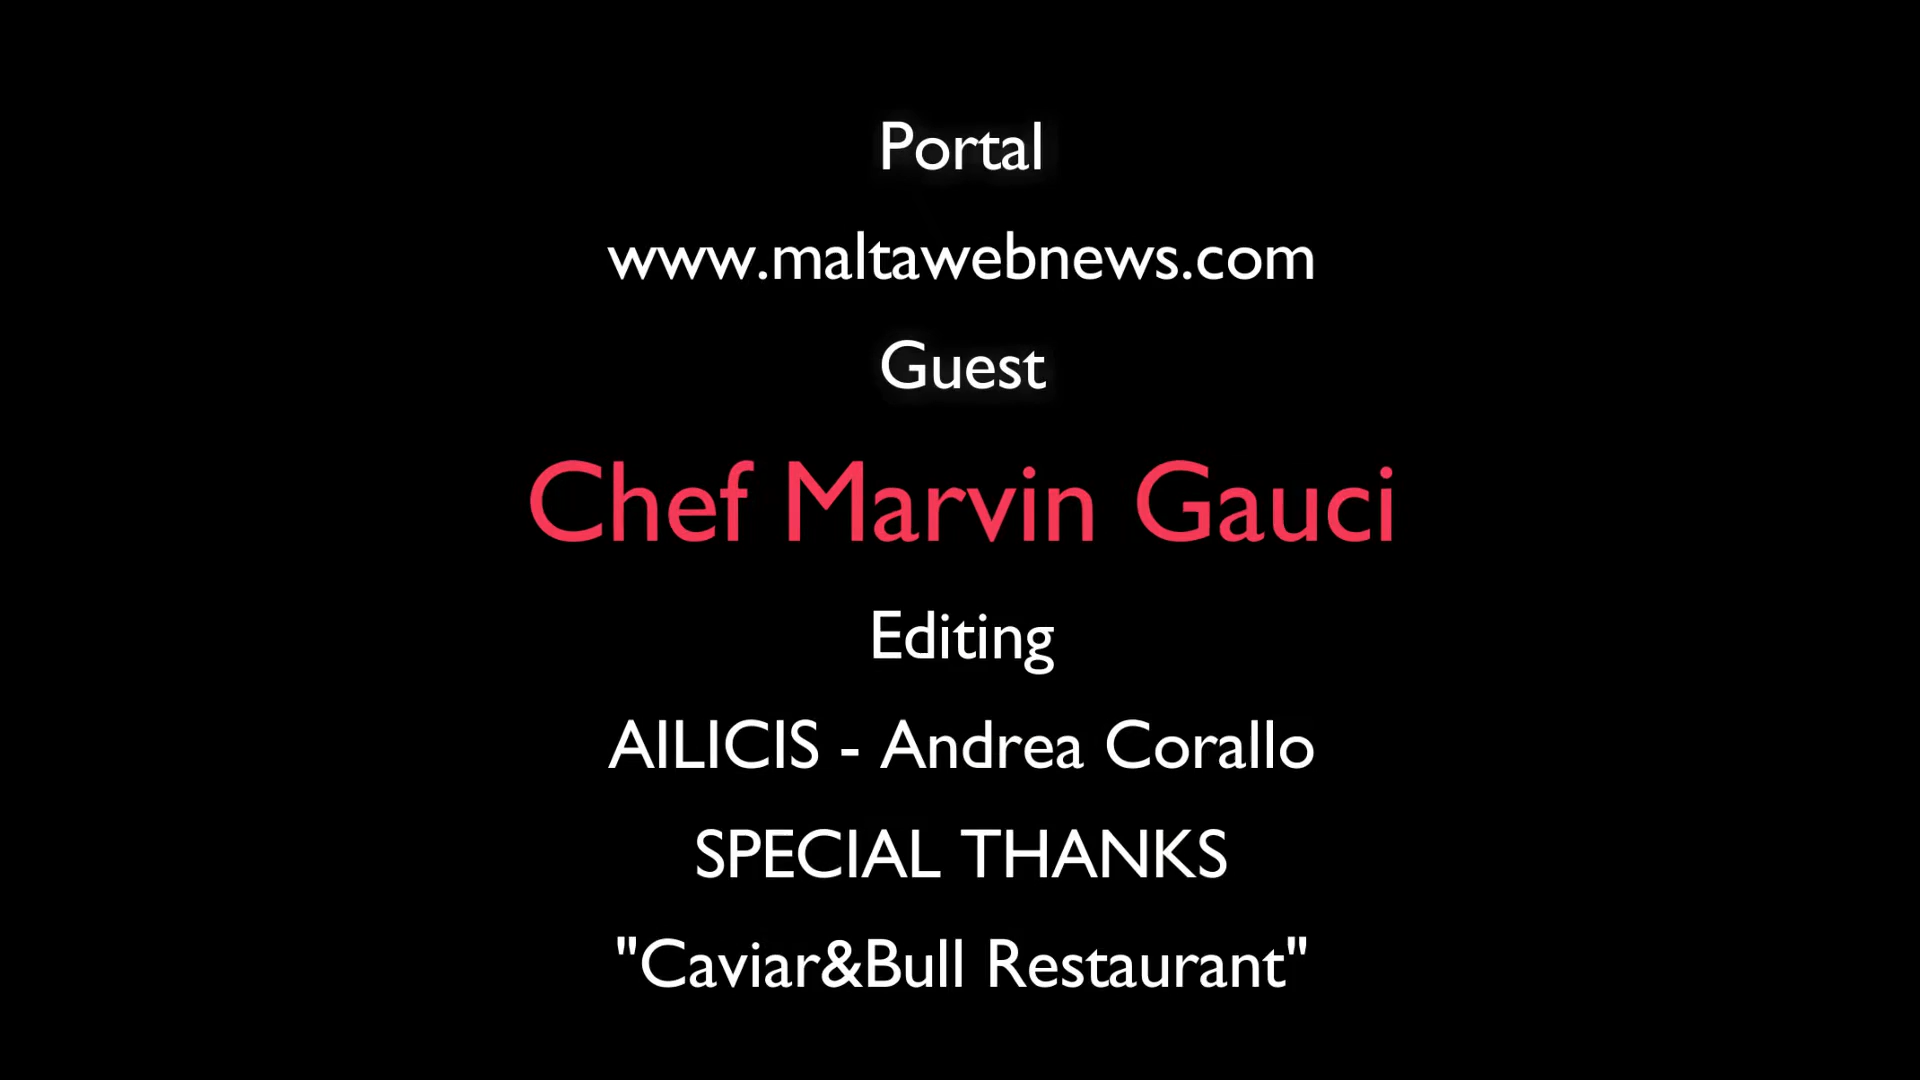 Portal
www.maltawebnews.com
Guest
Chef Marvin Gauci
Editing
AILICIS - Andrea Corallo
SPECIAL THANKS
"Caviar&Bull Restaurant"